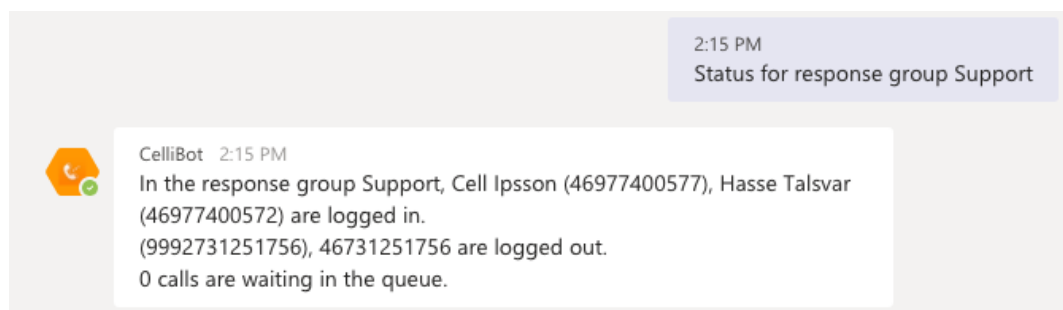 2:15 PM
Status for response group Support
CelliBot 2:15 PM
In the response group Support, Cell Ipsson (46977400577), Hasse Talsvar
(46977400572) are logged in.
(9992731251756), 46731251756 are logged out.
0 calls are waiting in the queue.